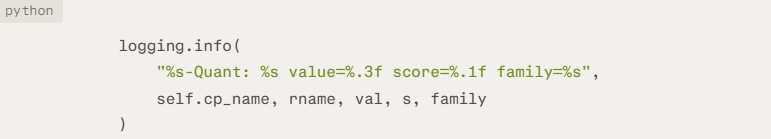 python
logging.info(
"%s-Quant: %s value=%.3f score=%.1f family=%s",
self.cp_name, rname, val, s, family
)